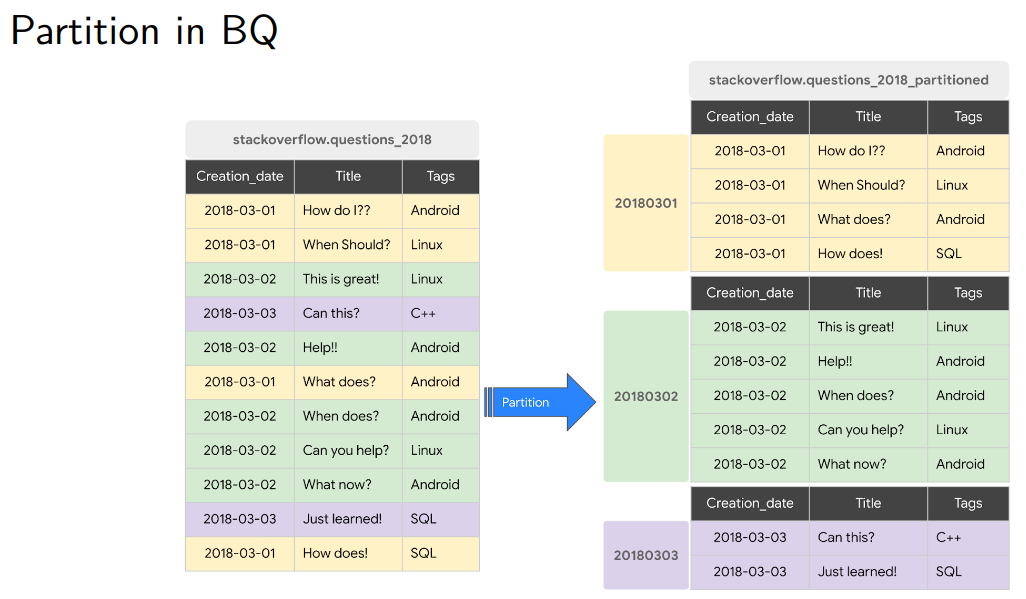 Partition in BQ
stackoverflow.questions_2018
Creation_date Title Tags
2018-03-01 How do I?? Android
2018-03-01 When Should? Linux
2018-03-02 This is great! Linux
2018-03-03 Can this? C++
2018-03-02 Help!! Android
2018-03-01 What does? Android
2018-03-02 When does? Android
2018-03-02 Can you help? Linux
2018-03-02 What now? Android
2018-03-03 Just learned! SQL
2018-03-01 How does! SQL
Partition
stackoverflow.questions_2018_partitioned
Creation_date Title Tags
20180301
2018-03-01 How do I?? Android
2018-03-01 When Should? Linux
2018-03-01 What does? Android
2018-03-01 How does! SQL
Creation_date Title Tags
20180302
2018-03-02 This is great! Linux
2018-03-02 Help!! Android
2018-03-02 When does? Android
2018-03-02 Can you help? Linux
2018-03-02 What now? Android
Creation_date Title Tags
20180303
2018-03-03 Can this? C++
2018-03-03 Just learned! SQL